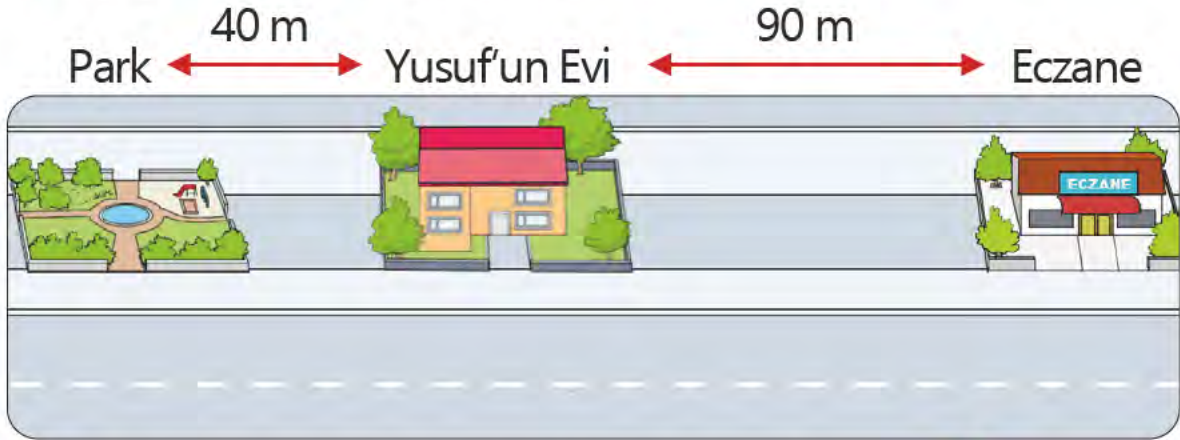 40 m
90 m
Park
Yusuf'un Evi
Eczane
ECZANE